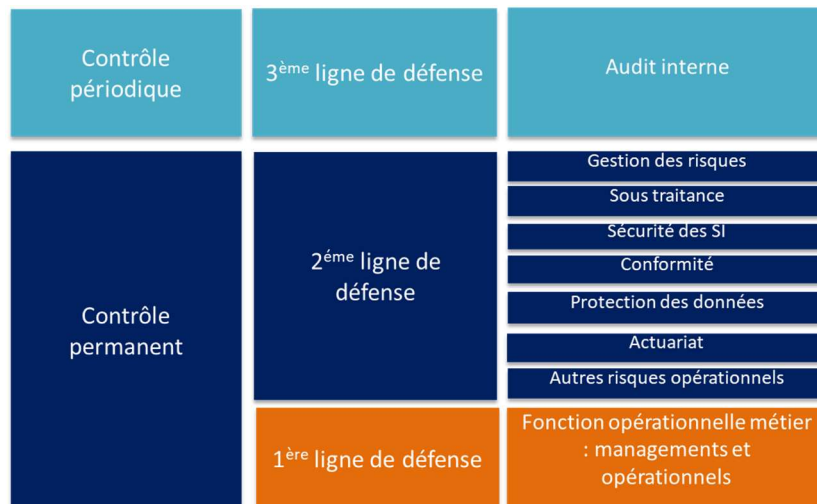 Contrôle
périodique
3ème ligne de défense
Audit interne
Contrôle
permanent
2éme ligne de
défense
Gestion des risques
Sous traitance
Sécurité des SI
Conformité
Protection des données
Actuariat
Autres risques opérationnels
1ère ligne de défense
Fonction opérationnelle métier
: managements et
opérationnels